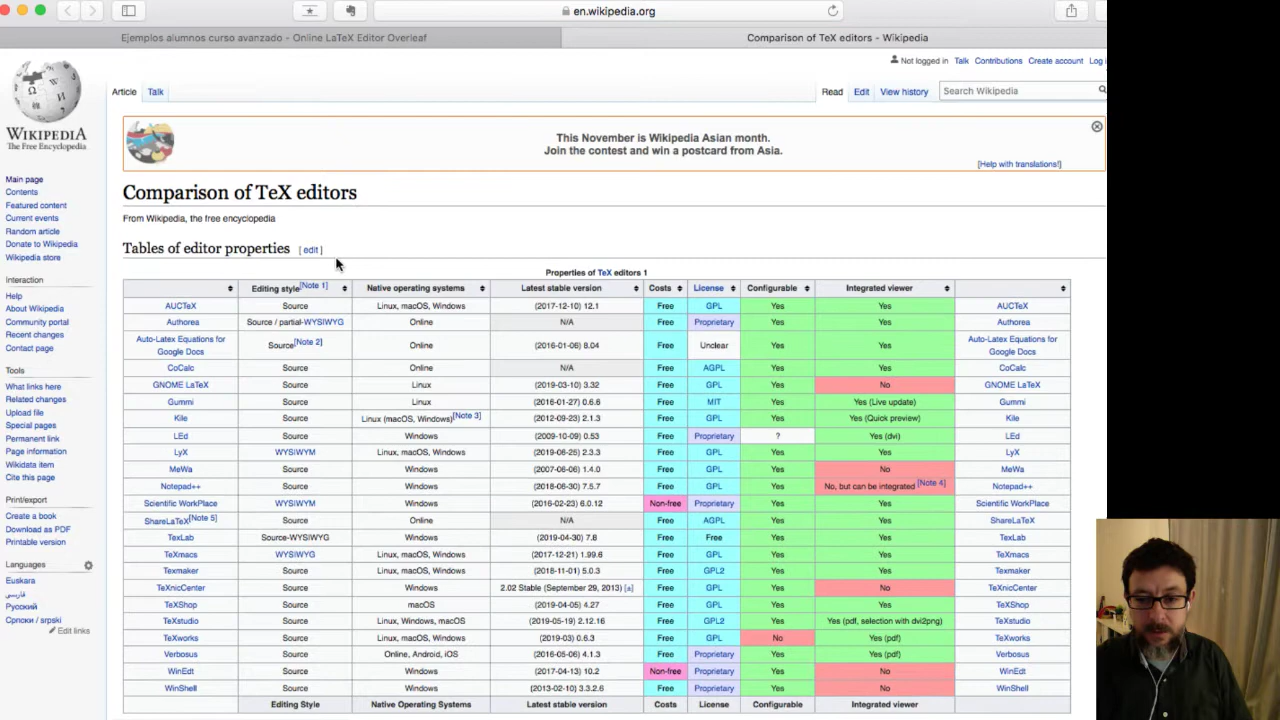 en.wikipedia.org
Ejemplos alumnos curso avanzado - Online LaTeX Editor Overleaf
Comparison of TeX editors - Wikipedia
Not logged in Talk Contributions Create account Log i
Article Talk
Read Edit View history Search Wikipedia
WIKIPEDIA
The Free Encyclopedia
This November is Wikipedia Asian month.
Join the contest and win a postcard from Asia.
[Help with translations!]
Main page
Contents
Featured content
Current events
Random article
Donate to Wikipedia
Wikipedia store
Interaction
Help
About Wikipedia
Community portal
Recent changes
Contact page
Tools
What links here
Related changes
Upload file
Special pages
Permanent link
Page information
Wikidata item
Cite this page
Print/export
Create a book
Download as PDF
Printable version
Languages
Euskara
فارسی
Русский
Српски / srpski
Edit links
Comparison of TeX editors
From Wikipedia, the free encyclopedia
Tables of editor properties [ edit ]
Properties of TeX editors 1
Editing style[Note 1] Native operating systems Latest stable version Costs License Configurable Integrated viewer
AUCTeX Source Linux, macOS, Windows (2017-12-10) 12.1 Free GPL Yes Yes AUCTeX
Authorea Source / partial-WYSIWYG Online N/A Free Proprietary Yes Yes Authorea
Auto-Latex Equations for Google Docs Source[Note 2] Online (2016-01-06) 8.04 Free Unclear Yes Yes Auto-Latex Equations for Google Docs
CoCalc Source Online N/A Free AGPL Yes Yes CoCalc
GNOME LaTeX Source Linux (2019-03-10) 3.32 Free GPL Yes No GNOME LaTeX
Gummi Source Linux (2016-01-27) 0.6.6 Free MIT Yes Yes (Live update) Gummi
Kile Source Linux (macOS, Windows)[Note 3] (2012-09-23) 2.1.3 Free GPL Yes Yes (Quick preview) Kile
LEd Source Windows (2009-10-09) 0.53 Free Proprietary ? Yes (dvi) LEd
LyX WYSIWYM Linux, macOS, Windows (2019-06-25) 2.3.3 Free GPL Yes Yes LyX
MeWa Source Windows (2007-06-06) 1.4.0 Free GPL Yes No MeWa
Notepad++ Source Windows (2018-06-30) 7.5.7 Free GPL Yes No, but can be integrated [Note 4] Notepad++
Scientific WorkPlace WYSIWYM Windows (2016-02-23) 6.0.12 Non-free Proprietary Yes Yes Scientific WorkPlace
ShareLaTeX[Note 5] Source Online N/A Free AGPL Yes Yes ShareLaTeX
TexLab Source-WYSIWYG Windows (2019-04-30) 7.8 Free Free Yes Yes TexLab
TeXmacs WYSIWYG Linux, macOS, Windows (2017-12-21) 1.99.6 Free GPL Yes Yes TeXmacs
Texmaker Source Linux, macOS, Windows (2018-11-01) 5.0.3 Free GPL2 Yes Yes Texmaker
TeXnicCenter Source Windows 2.02 Stable (September 29, 2013) [±] Free GPL Yes No TeXnicCenter
TeXShop Source macOS (2019-04-05) 4.27 Free GPL Yes Yes TeXShop
TeXstudio Source Linux, Windows, macOS (2019-05-19) 2.12.16 Free GPL2 Yes Yes (pdf, selection with dvi2png) TeXstudio
TeXworks Source Linux, macOS, Windows (2019-03) 0.6.3 Free GPL No Yes (pdf) TeXworks
Verbosus Source Online, Android, iOS (2016-05-06) 4.1.3 Free Proprietary Yes Yes (pdf) Verbosus
WinEdt Source Windows (2017-04-13) 10.2 Non-free Proprietary Yes No WinEdt
WinShell Source Windows (2013-02-10) 3.3.2.6 Free Proprietary Yes No WinShell
Editing Style Native Operating Systems Latest stable version Costs License Configurable Integrated viewer